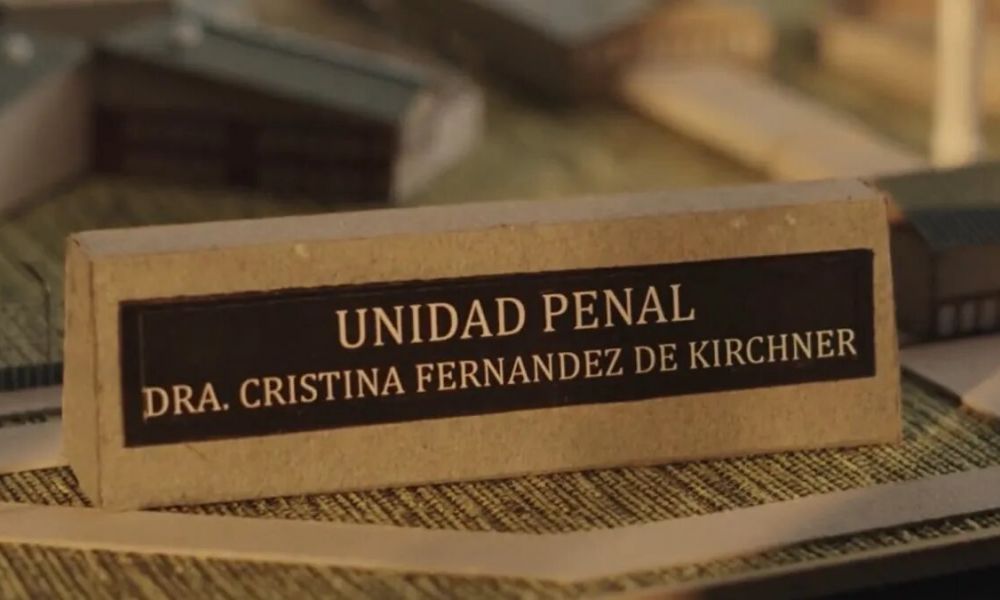 UNIDAD PENAL
DRA. CRISTINA FERNANDEZ DE KIRCHNER